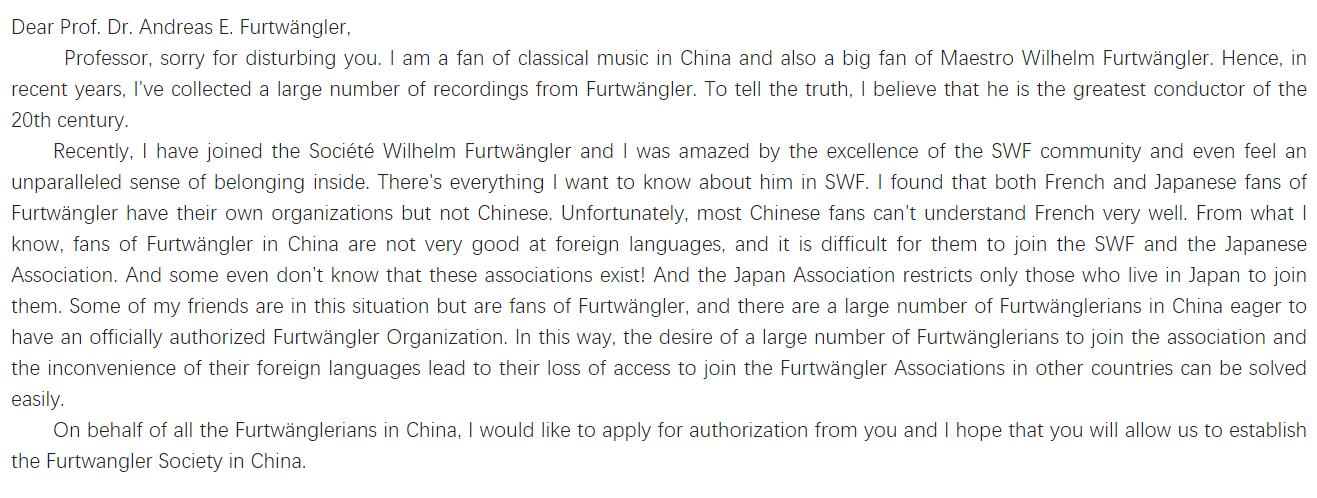 Dear Prof. Dr. Andreas E. Furtwängler,
Professor, sorry for disturbing you. I am a fan of classical music in China and also a big fan of Maestro Wilhelm Furtwängler. Hence, in
recent years, I've collected a large number of recordings from Furtwängler. To tell the truth, I believe that he is the greatest conductor of the
20th century.
Recently, I have joined the Société Wilhelm Furtwängler and I was amazed by the excellence of the SWF community and even feel an
unparalleled sense of belonging inside. There's everything I want to know about him in SWF. I found that both French and Japanese fans of
Furtwängler have their own organizations but not Chinese. Unfortunately, most Chinese fans can't understand French very well. From what I
know, fans of Furtwängler in China are not very good at foreign languages, and it is difficult for them to join the SWF and the Japanese
Association. And some even don't know that these associations exist! And the Japan Association restricts only those who live in Japan to join
them. Some of my friends are in this situation but are fans of Furtwängler, and there are a large number of Furtwänglerians in China eager to
have an officially authorized Furtwängler Organization. In this way, the desire of a large number of Furtwänglerians to join the association and
the inconvenience of their foreign languages lead to their loss of access to join the Furtwängler Associations in other countries can be solved
easily.
On behalf of all the Furtwänglerians in China, I would like to apply for authorization from you and I hope that you will allow us to establish
the Furtwangler Society in China.